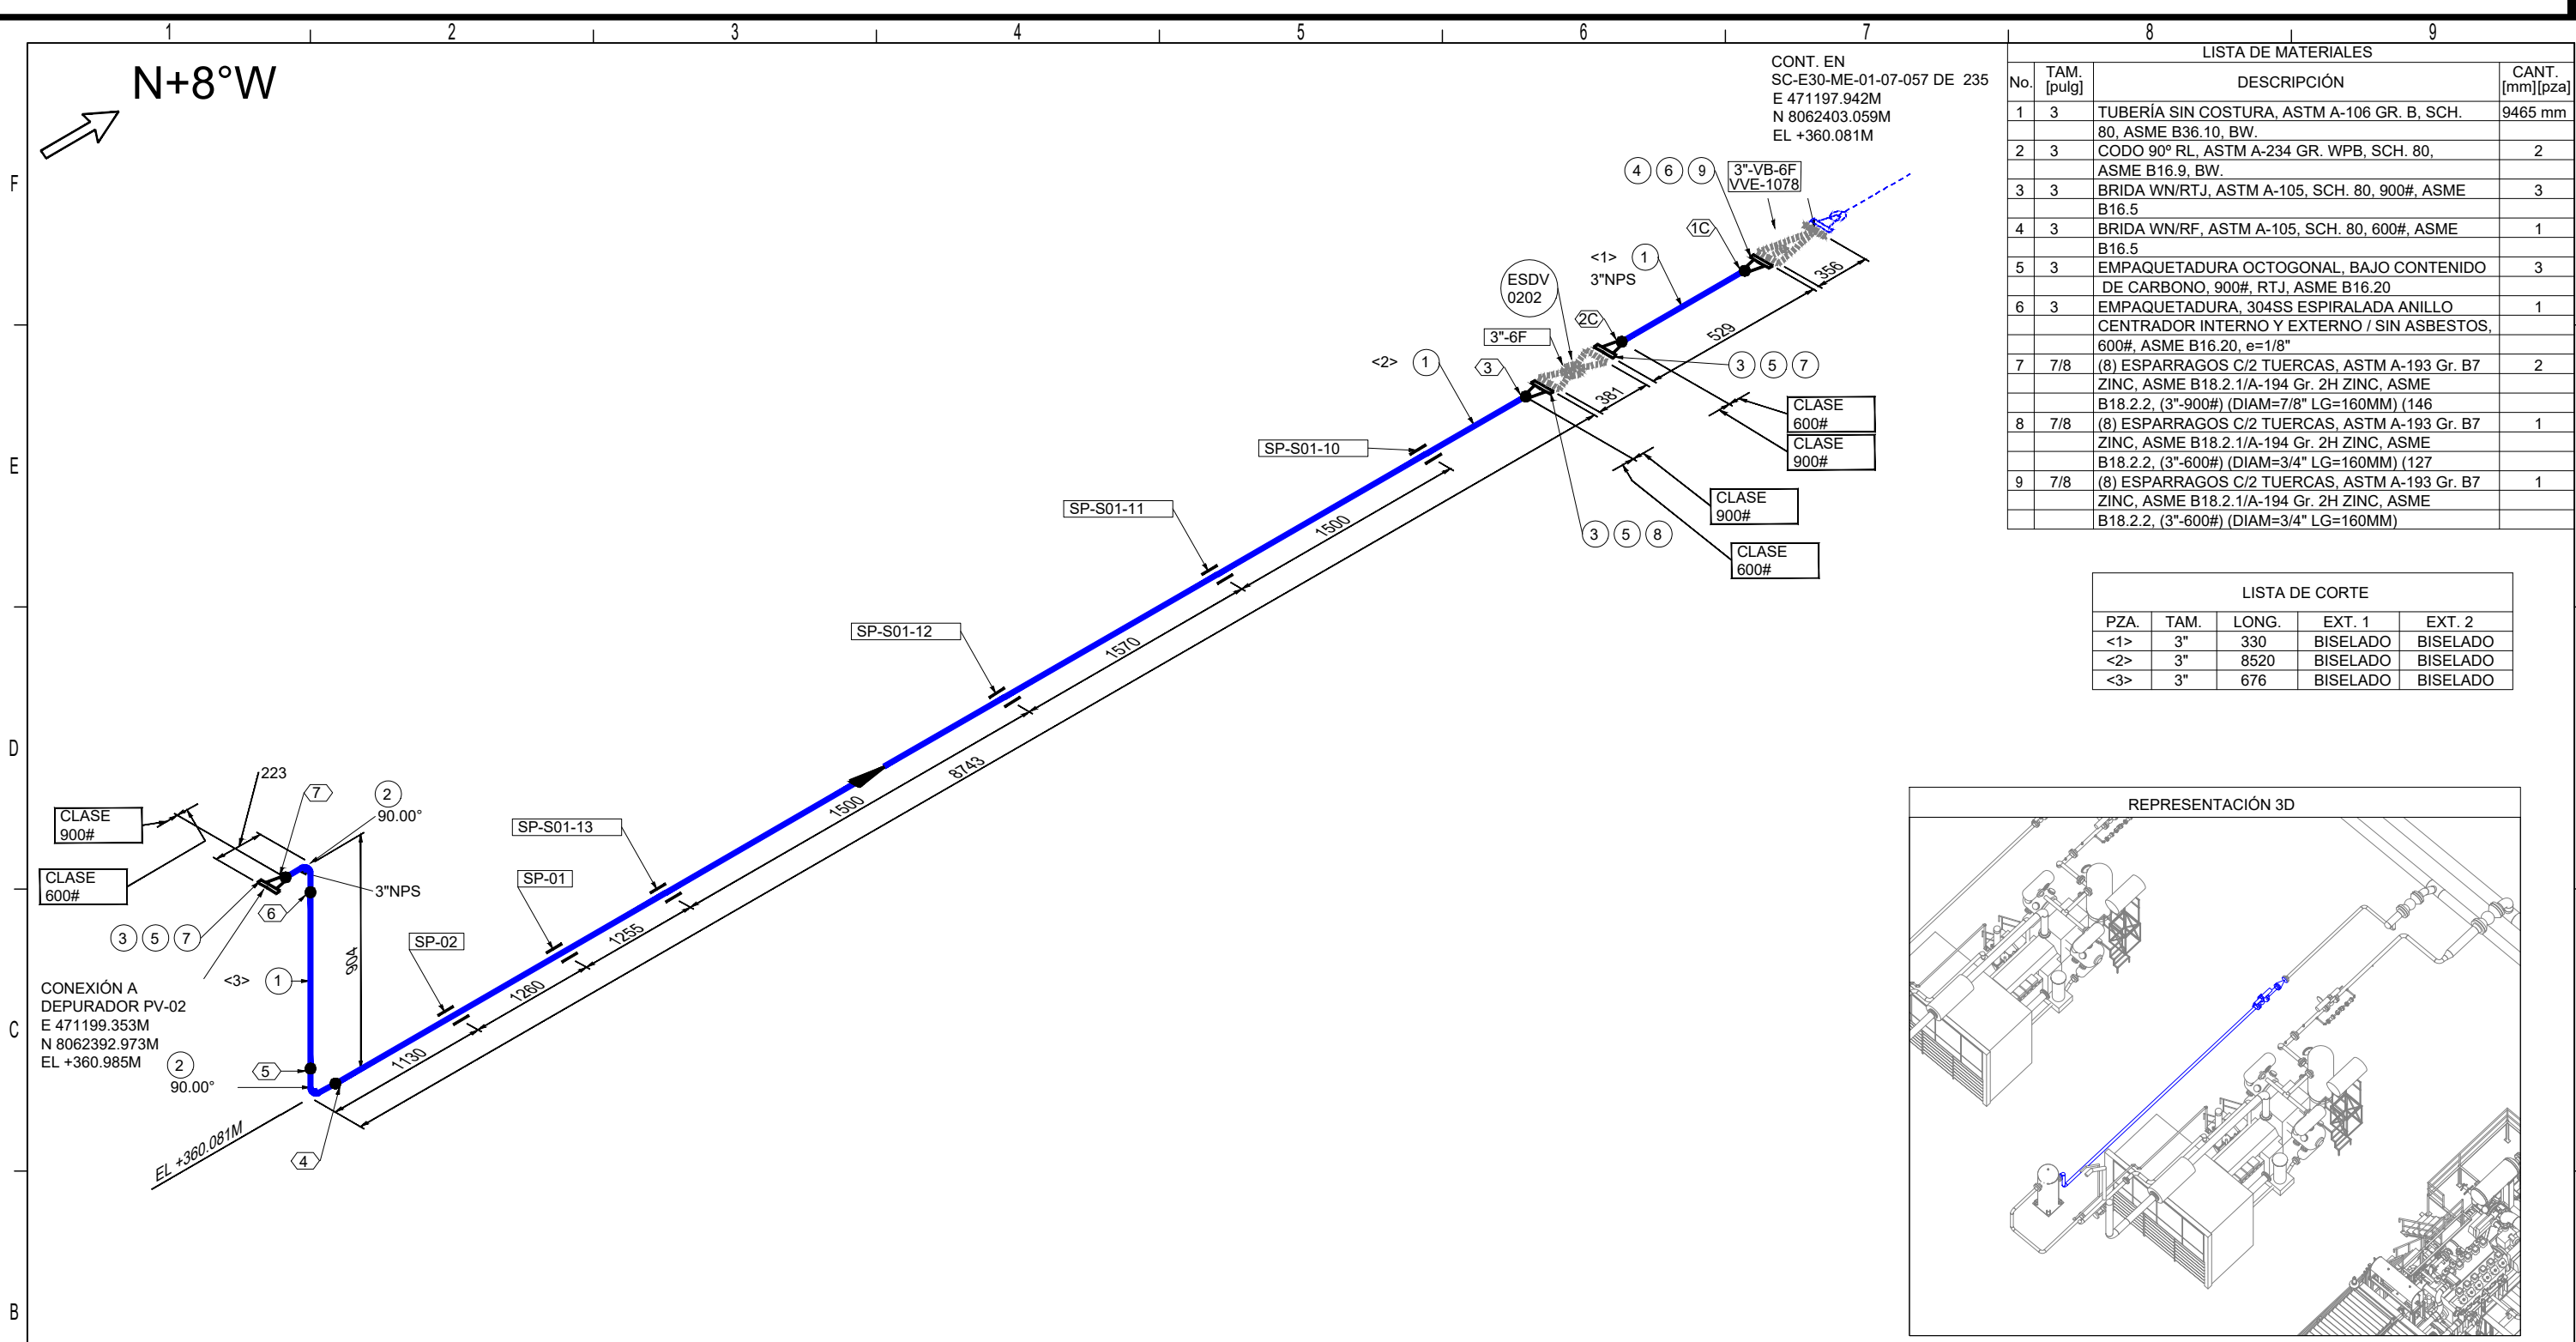 1 2 3 4 5 6 7 8 9
F
E
D
C
B
N+8°W
CONT. EN
SC-E30-ME-01-07-057 DE 235
E 471197.942M
N 8062403.059M
EL +360.081M
4 6 9
3"-VB-6F
VVE-1078
1C
<1> 1
3"NPS
356
ESDV
0202
2C
529
3"-6F
<2> 1
3
3 5 7
381
CLASE
600#
CLASE
900#
SP-S01-10
CLASE
900#
SP-S01-11
1500
3 5 8
CLASE
600#
SP-S01-12
1570
8743
223
7
2
90.00°
CLASE
900#
1500
SP-S01-13
CLASE
600#
SP-01
3"NPS
6
3 5 7
1255
SP-02
904
<3> 1
1260
CONEXIÓN A
DEPURADOR PV-02
E 471199.353M
N 8062392.973M
EL +360.985M
2
90.00°
5
1130
EL +360.081M
4
LISTA DE MATERIALES
No. TAM. [pulg] DESCRIPCIÓN CANT. [mm][pza]
1 3 TUBERÍA SIN COSTURA, ASTM A-106 GR. B, SCH. 9465 mm
80, ASME B36.10, BW.
2 3 CODO 90º RL, ASTM A-234 GR. WPB, SCH. 80, 2
ASME B16.9, BW.
3 3 BRIDA WN/RTJ, ASTM A-105, SCH. 80, 900#, ASME 3
B16.5
4 3 BRIDA WN/RF, ASTM A-105, SCH. 80, 600#, ASME 1
B16.5
5 3 EMPAQUETADURA OCTOGONAL, BAJO CONTENIDO 3
DE CARBONO, 900#, RTJ, ASME B16.20
6 3 EMPAQUETADURA, 304SS ESPIRALADA ANILLO 1
CENTRADOR INTERNO Y EXTERNO / SIN ASBESTOS,
600#, ASME B16.20, e=1/8"
7 7/8 (8) ESPARRAGOS C/2 TUERCAS, ASTM A-193 Gr. B7 2
ZINC, ASME B18.2.1/A-194 Gr. 2H ZINC, ASME
B18.2.2, (3"-900#) (DIAM=7/8" LG=160MM) (146
8 7/8 (8) ESPARRAGOS C/2 TUERCAS, ASTM A-193 Gr. B7 1
ZINC, ASME B18.2.1/A-194 Gr. 2H ZINC, ASME
B18.2.2, (3"-600#) (DIAM=3/4" LG=160MM) (127
9 7/8 (8) ESPARRAGOS C/2 TUERCAS, ASTM A-193 Gr. B7 1
ZINC, ASME B18.2.1/A-194 Gr. 2H ZINC, ASME
B18.2.2, (3"-600#) (DIAM=3/4" LG=160MM)
LISTA DE CORTE
PZA. TAM. LONG. EXT. 1 EXT. 2
<1> 3" 330 BISELADO BISELADO
<2> 3" 8520 BISELADO BISELADO
<3> 3" 676 BISELADO BISELADO
REPRESENTACIÓN 3D